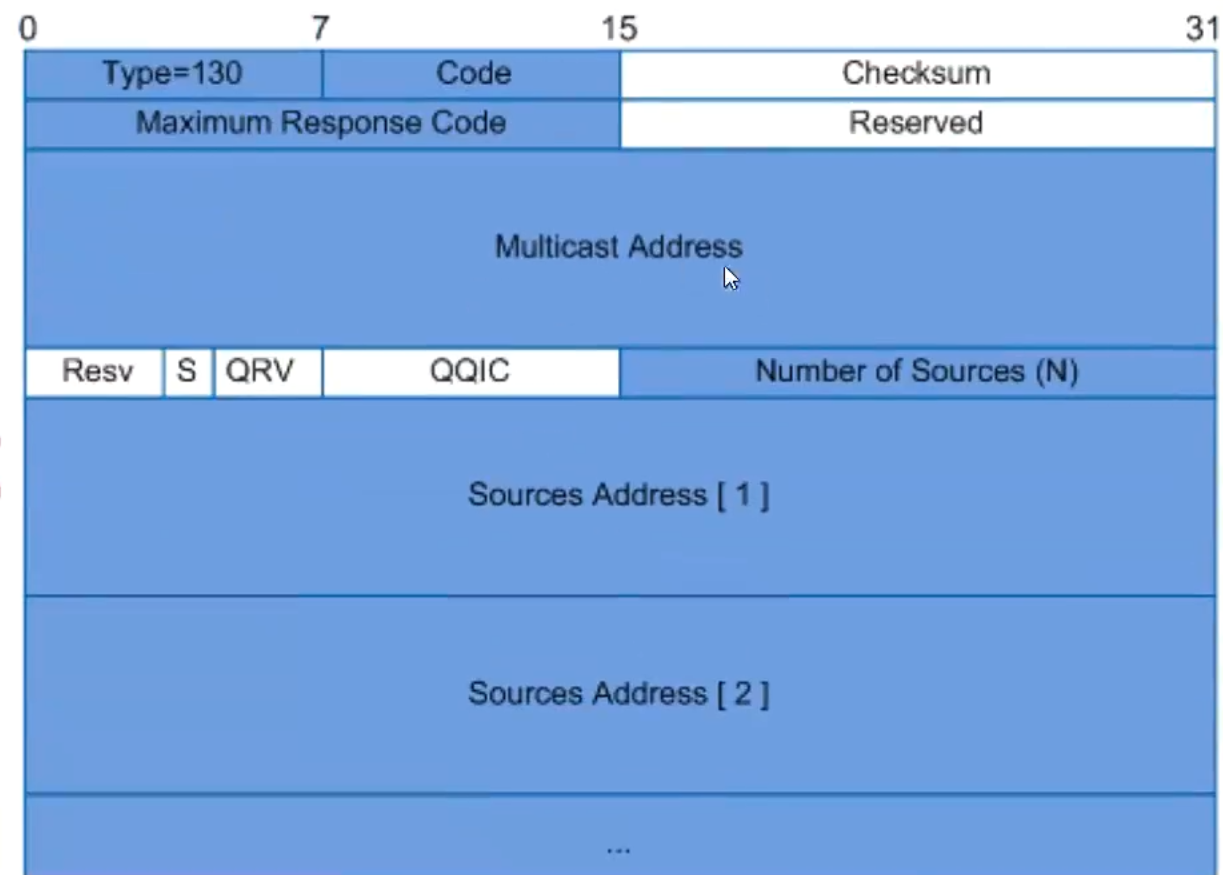 0 7 15 31
Type=130 Code Checksum
Maximum Response Code Reserved
Multicast Address
Resv S QRV QQIC Number of Sources (N)
Sources Address [ 1 ]
Sources Address [ 2 ]
...